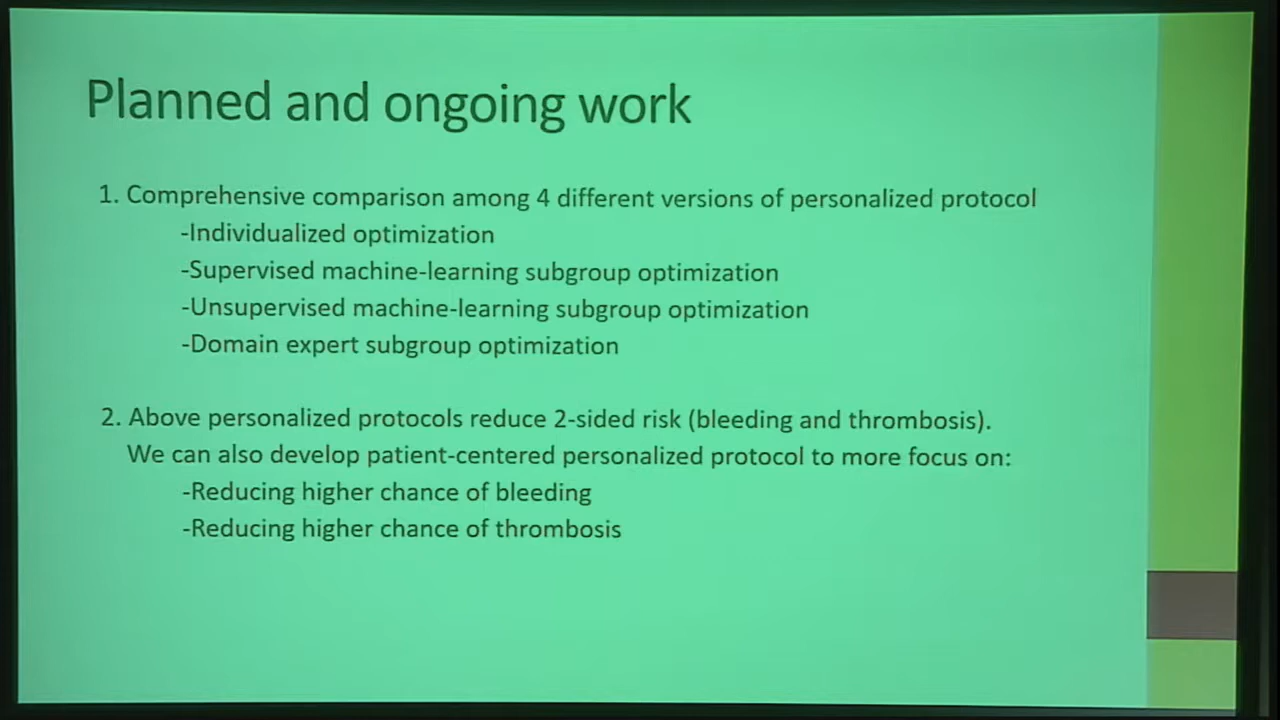 Planned and ongoing work
1. Comprehensive comparison among 4 different versions of personalized protocol
-Individualized optimization
-Supervised machine-learning subgroup optimization
-Unsupervised machine-learning subgroup optimization
-Domain expert subgroup optimization
2. Above personalized protocols reduce 2-sided risk (bleeding and thrombosis).
We can also develop patient-centered personalized protocol to more focus on:
-Reducing higher chance of bleeding
-Reducing higher chance of thrombosis